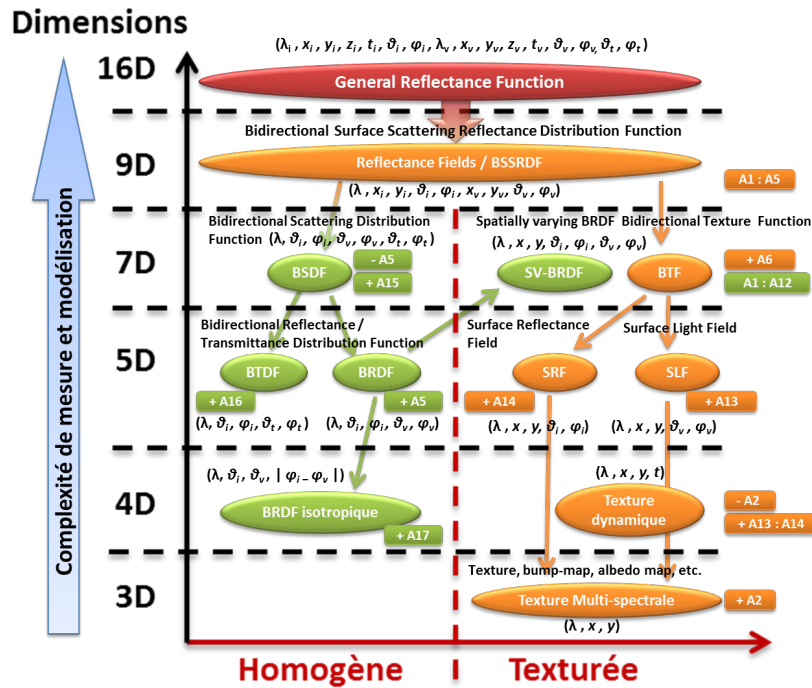 Dimensions
(λi , xi , yi , zi , ti , ϑi , φi , λv , xv , yv , zv , tv , ϑv , φv, ϑt , φt )
16D
General Reflectance Function
Bidirectional Surface Scattering Reflectance Distribution Function
9D
Reflectance Fields / BSSRDF
A1 : A5
(λ , xi , yi , ϑi , φi , xv , yv , ϑv , φv)
Bidirectional Scattering Distribution
Function (λ, ϑi , φi , ϑv , φv , ϑt , φt )
Spatially varying BRDF
Bidirectional Texture Function
(λ , x , y, ϑi , φi , ϑv , φv)
7D
BSDF
- A5
+ A15
SV-BRDF
BTF
+ A6
A1 : A12
Bidirectional Reflectance /
Transmittance Distribution Function
Surface Reflectance
Field
Surface Light Field
5D
BTDF
BRDF
SRF
SLF
+ A16
+ A5
+ A14
+ A13
(λ, ϑi , φi , ϑt , φt )
(λ, ϑi , φi , ϑv , φv )
(λ , x , y, ϑi , φi )
(λ , x , y, ϑv , φv )
(λ, ϑi , ϑv , | φi – φv | )
(λ , x , y, t )
4D
BRDF isotropique
+ A17
Texture
dynamique
- A2
+ A13 : A14
Texture, bump-map, albedo map, etc.
3D
Texture Multi-spectrale
+ A2
(λ , x , y)
Homogène
Texturée
Complexité de mesure et modélisation